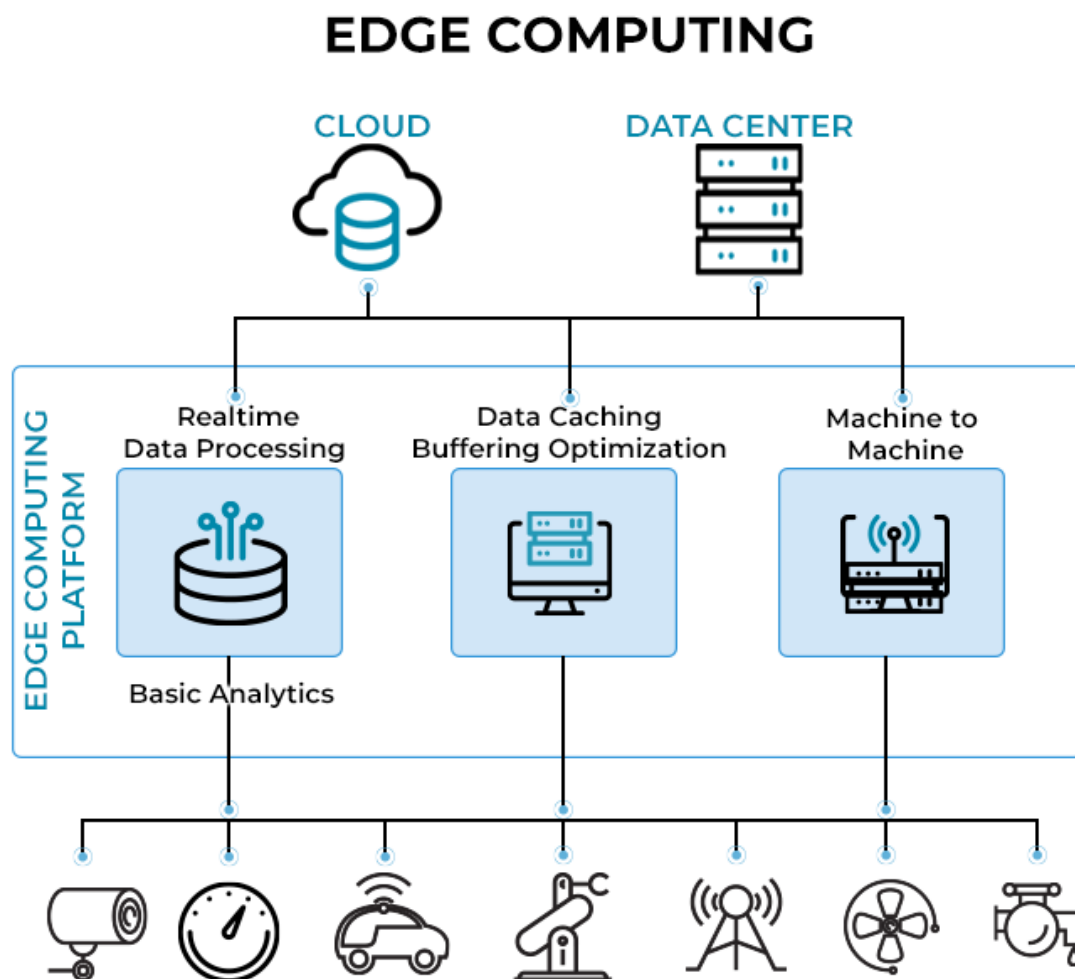 EDGE COMPUTING
CLOUD
DATA CENTER
EDGE COMPUTING
PLATFORM
Realtime
Data Processing
Data Caching
Buffering Optimization
Machine to
Machine
Basic Analytics